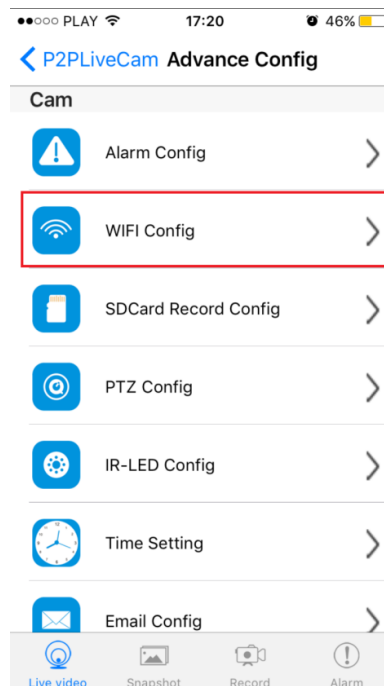 PLAY 17:20 46%
P2PLiveCam Advance Config
Cam
Alarm Config
WIFI Config
SDCard Record Config
PTZ Config
IR-LED Config
Time Setting
Email Config
Live video Snapshot Record Alarm